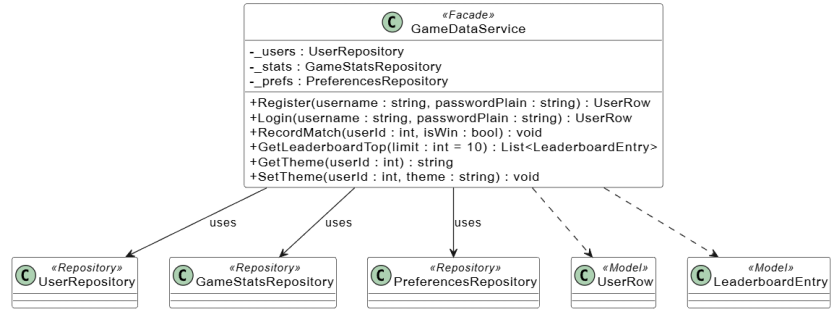 C
«Facade»
GameDataService
-_users : UserRepository
-_stats : GameStatsRepository
-_prefs : PreferencesRepository
+Register(username : string, passwordPlain : string) : UserRow
+Login(username : string, passwordPlain : string) : UserRow
+RecordMatch(userId : int, isWin : bool) : void
+GetLeaderboardTop(limit : int = 10) : List<LeaderboardEntry>
+GetTheme(userId : int) : string
+SetTheme(userId : int, theme : string) : void
uses
uses
uses
C
«Repository»
UserRepository
C
«Repository»
GameStatsRepository
C
«Repository»
PreferencesRepository
C
«Model»
UserRow
C
«Model»
LeaderboardEntry